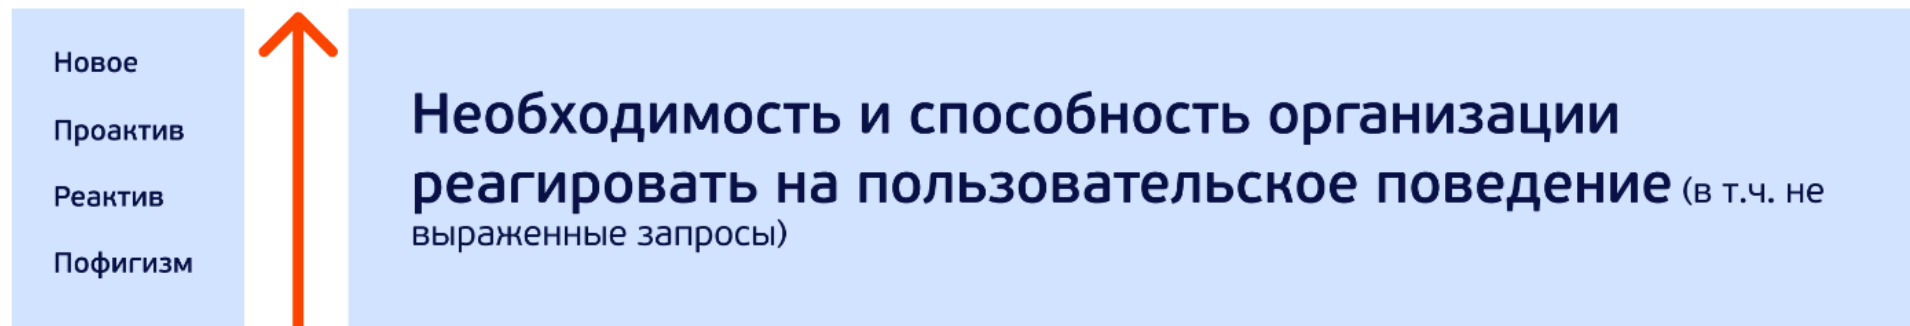 Новое
Проактив
Реактив
Пофигизм
Необходимость и способность организации
реагировать на пользовательское поведение (в т.ч. не
выраженные запросы)